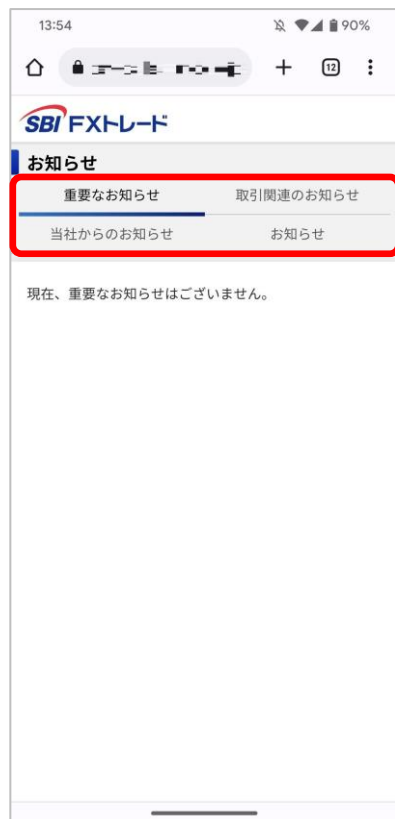 13:54 90%
12
SBI FXトレード
お知らせ
重要なお知らせ 取引関連のお知らせ
当社からのお知らせ お知らせ
現在、重要なお知らせはございません。